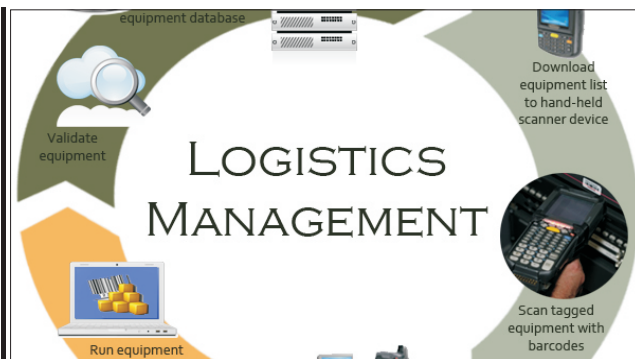 equipment database
Download
equipment list
to hand-held
scanner device
Validate
equipment
LOGISTICS
MANAGEMENT
Scan tagged
equipment with
barcodes
Run equipment